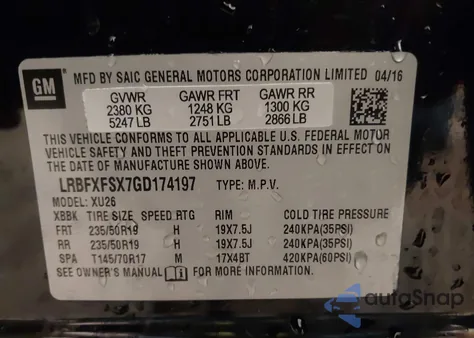 GM
MFD BY SAIC GENERAL MOTORS CORPORATION LIMITED 04/16
GVWR GAWR FRT GAWR RR
2380 KG 1248 KG 1300 KG
5247 LB 2751 LB 2866 LB
THIS VEHICLE CONFORMS TO ALL APPLICABLE U.S. FEDERAL MOTOR
VEHICLE SAFETY AND THEFT PREVENTION STANDARDS IN EFFECT ON
THE DATE OF MANUFACTURE SHOWN ABOVE.
LRBFXFSX7GD174197 TYPE: M.P.V.
MODEL: XU26
XBBK TIRE SIZE SPEED RTG RIM COLD TIRE PRESSURE
FRT 235/50R19 H 19X7.5J 240KPA(35PSI)
RR 235/50R19 H 19X7.5J 240KPA(35PSI)
SPA T145/70R17 M 17X4BT 420KPA(60PSI)
SEE OWNER'S MANUAL
autoSnap